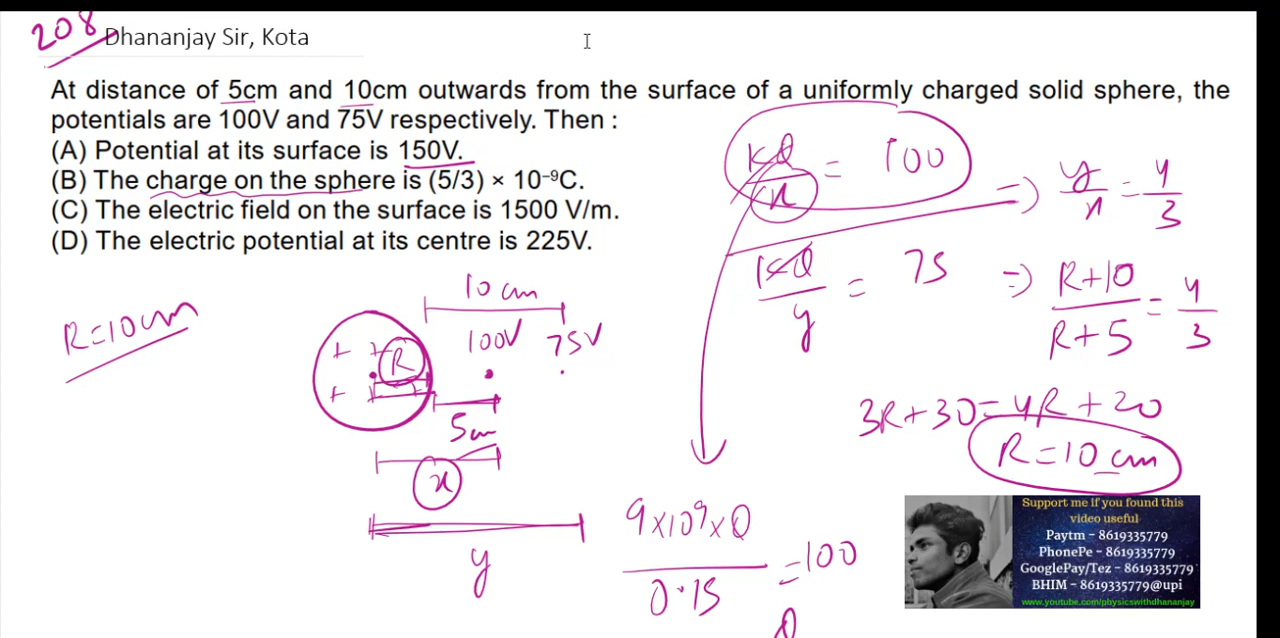 208
Dhananjay Sir, Kota
At distance of 5cm and 10cm outwards from the surface of a uniformly charged solid sphere, the
potentials are 100V and 75V respectively. Then :
(A) Potential at its surface is 150V.
(B) The charge on the sphere is (5/3) × 10⁻⁹C.
(C) The electric field on the surface is 1500 V/m.
(D) The electric potential at its centre is 225V.
KQ/x = 100
⇒ y/x = 4/3
KQ/y = 75
⇒ R+10/R+5 = 4/3
3R+30=4R+20
R=10 cm
R=10cm
10 cm
100V 75V
+ +
R
+ +
5cm
x
y
9×10⁹×Q/0.15 = 100
Q
Support me if you found this
video useful
Paytm - 8619335779
PhonePe - 8619335779
GooglePay/Tez - 8619335779
BHIM - 8619335779@upi
www.youtube.com/physicswithdhananjay